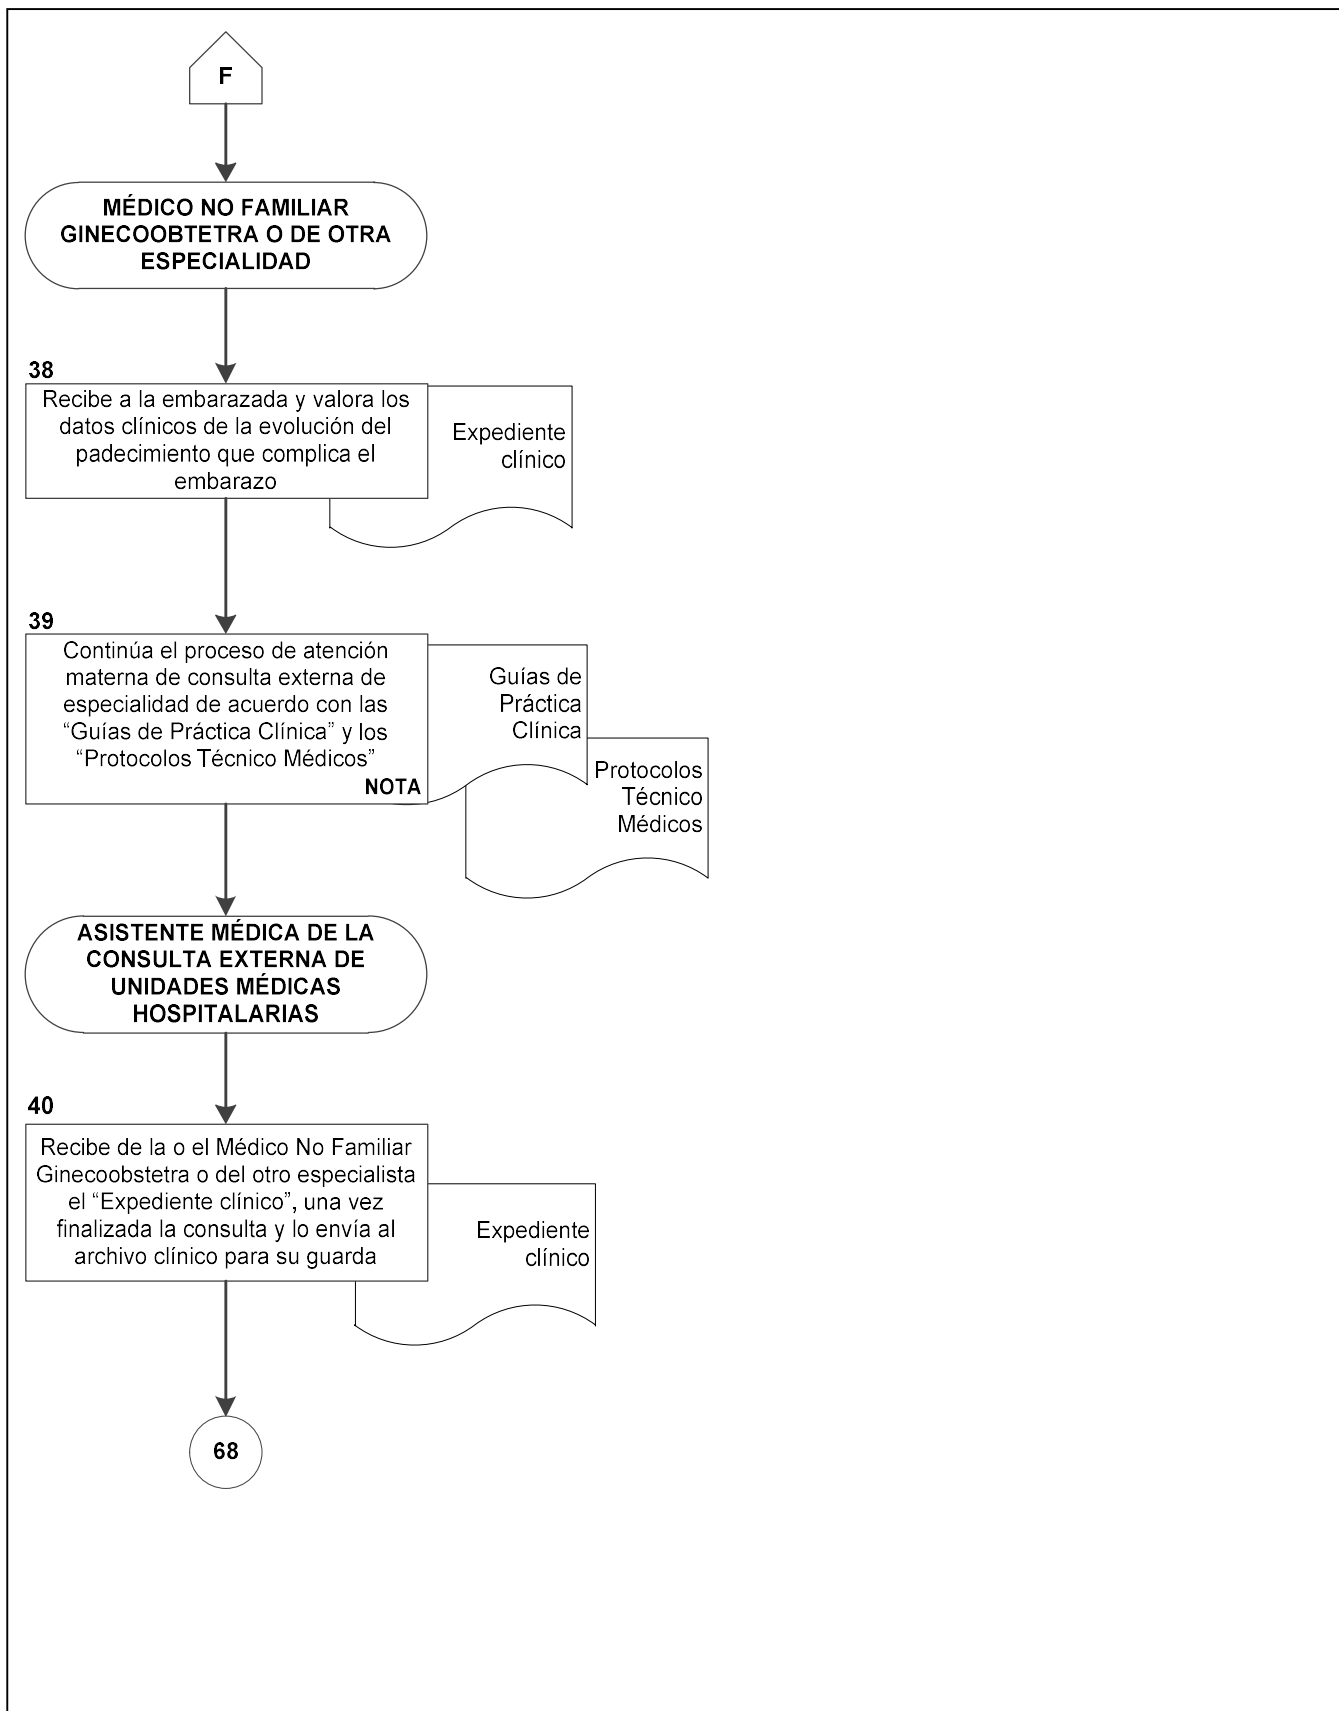 F
MÉDICO NO FAMILIAR
GINECOOBTETRA O DE OTRA
ESPECIALIDAD
38
Recibe a la embarazada y valora los
datos clínicos de la evolución del
padecimiento que complica el
embarazo
Expediente
clínico
39
Continúa el proceso de atención
materna de consulta externa de
especialidad de acuerdo con las
“Guías de Práctica Clínica” y los
“Protocolos Técnico Médicos”
NOTA
Guías de
Práctica
Clínica
Protocolos
Técnico
Médicos
ASISTENTE MÉDICA DE LA
CONSULTA EXTERNA DE
UNIDADES MÉDICAS
HOSPITALARIAS
40
Recibe de la o el Médico No Familiar
Ginecoobstetra o del otro especialista
el “Expediente clínico”, una vez
finalizada la consulta y lo envía al
archivo clínico para su guarda
Expediente
clínico
68